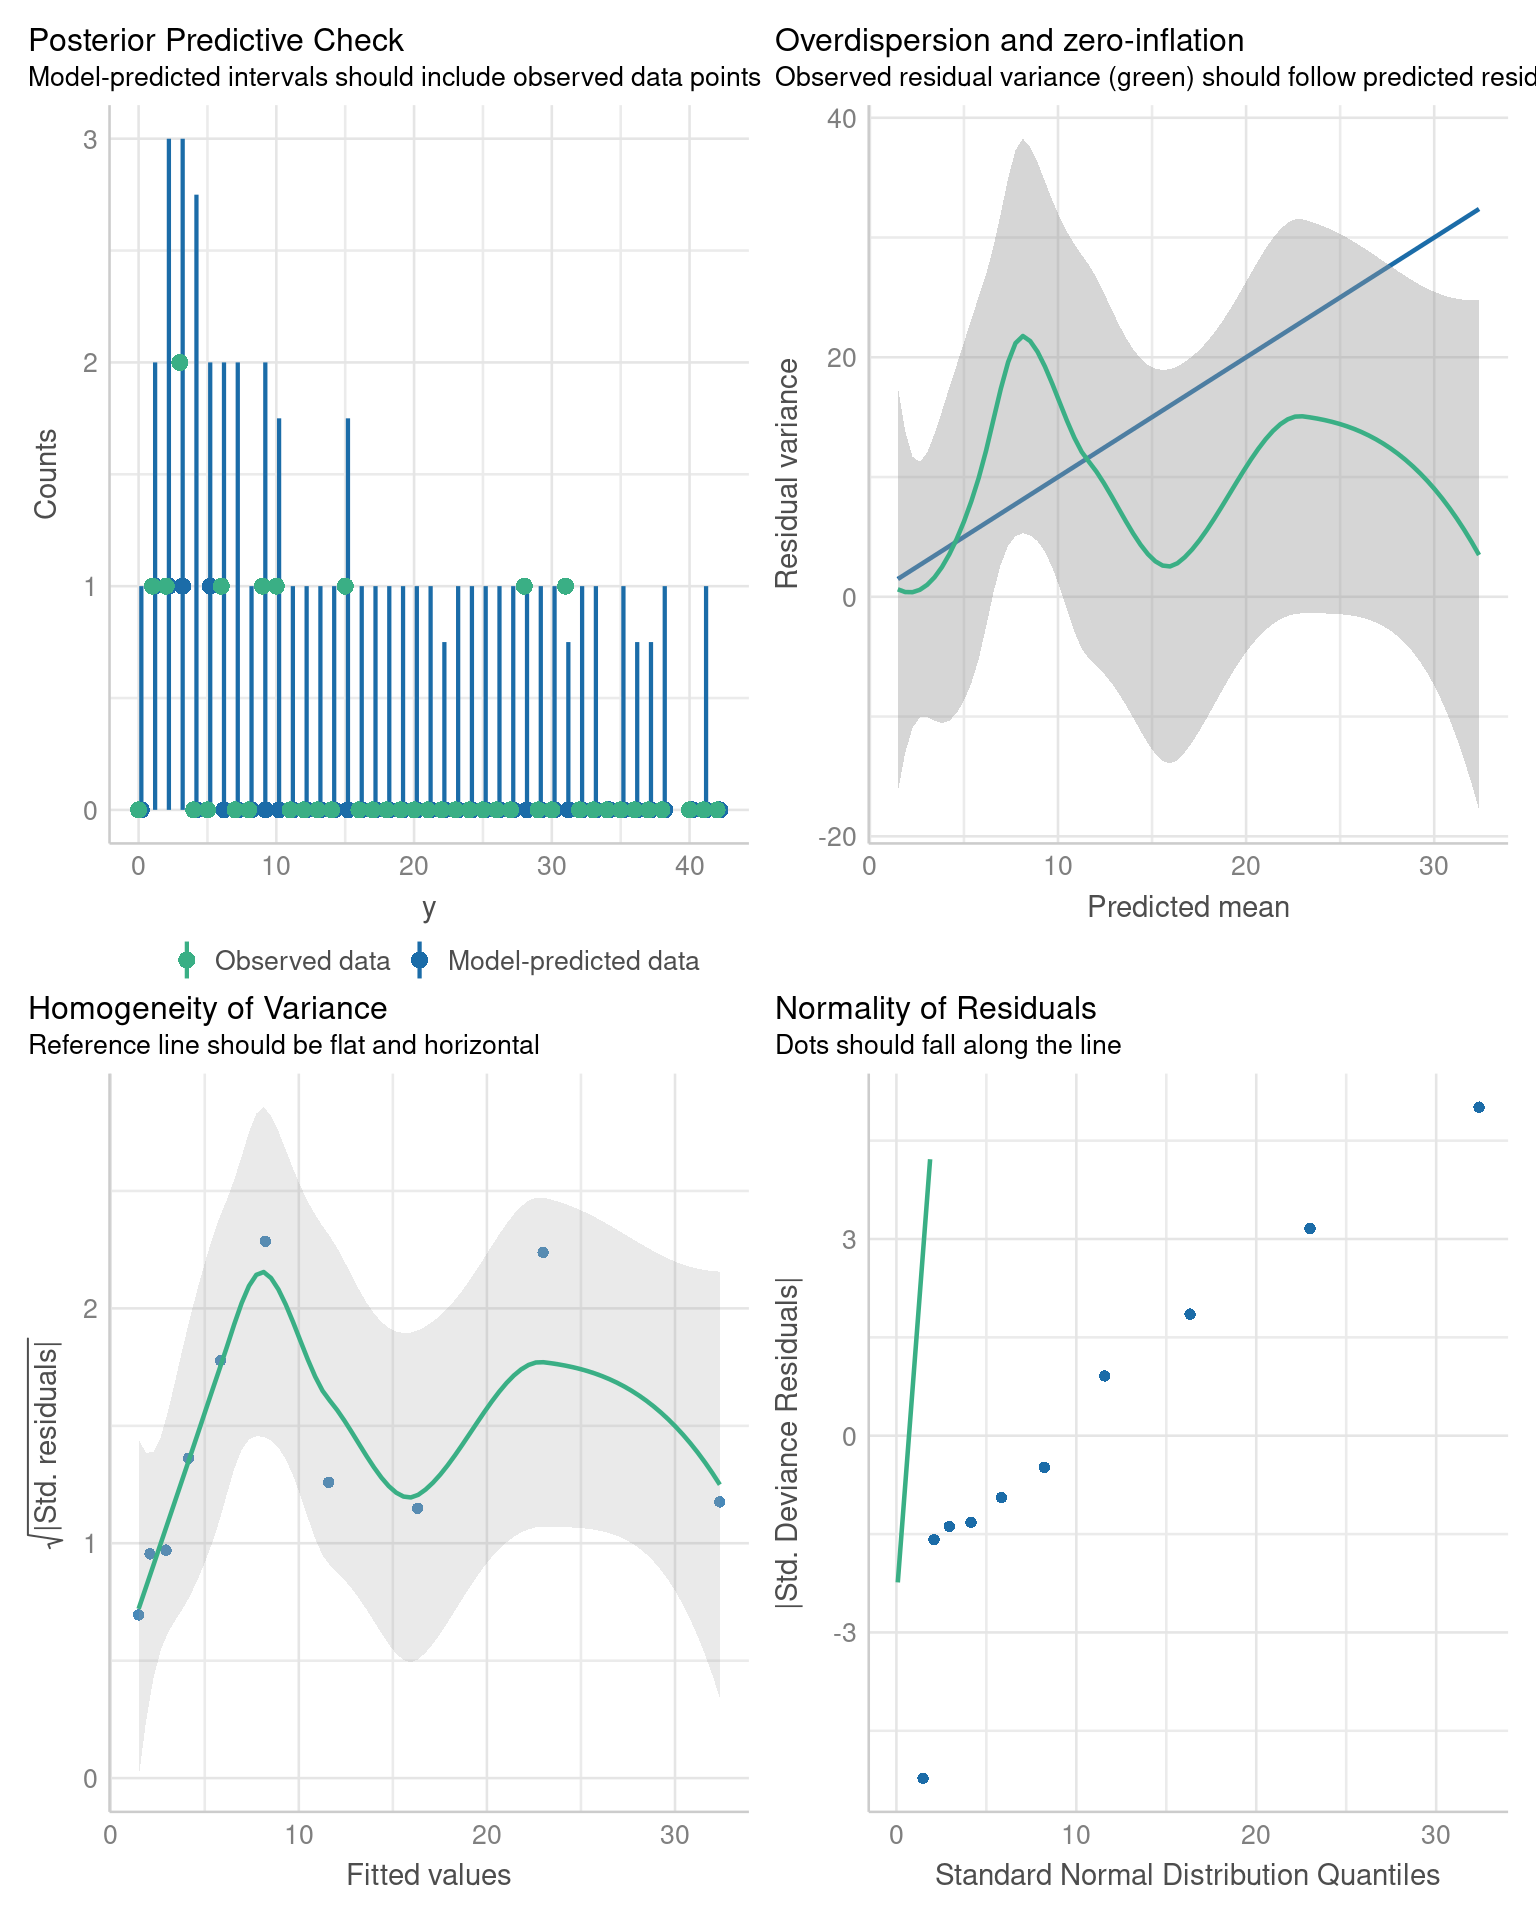 Posterior Predictive Check
Model-predicted intervals should include observed data points
3
2
1
0
Counts
0 10 20 30 40
y
Observed data Model-predicted data
Overdispersion and zero-inflation
Observed residual variance (green) should follow predicted resid
40
20
0
-20
Residual variance
0 10 20 30
Predicted mean
Homogeneity of Variance
Reference line should be flat and horizontal
2
1
0
√|Std. residuals|
0 10 20 30
Fitted values
Normality of Residuals
Dots should fall along the line
3
0
-3
|Std. Deviance Residuals|
0 10 20 30
Standard Normal Distribution Quantiles